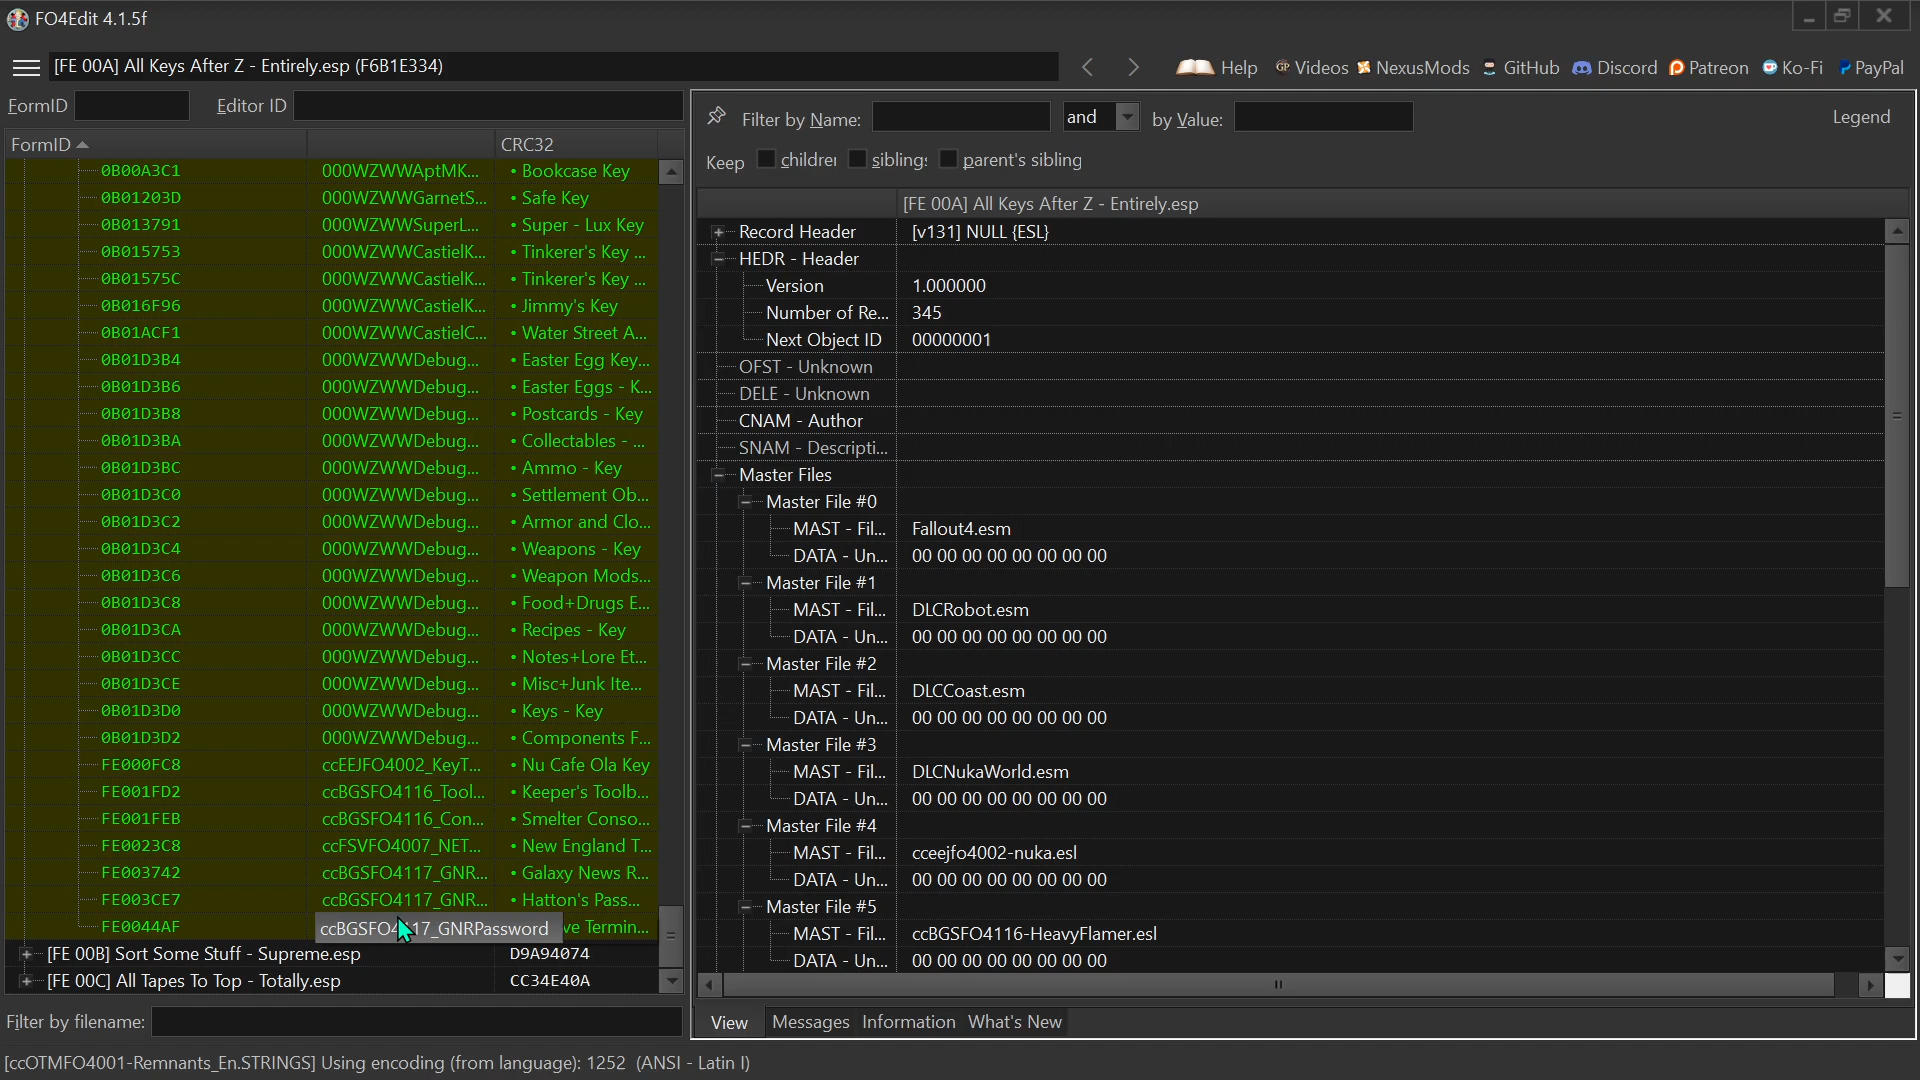 FO4Edit 4.1.5f
[FE 00A] All Keys After Z - Entirely.esp (F6B1E334)
Help Videos NexusMods GitHub Discord Patreon Ko-Fi PayPal
FormID Editor ID
Filter by Name: and by Value: Legend
Keep children siblings parent's sibling
FormID CRC32
[FE 00A] All Keys After Z - Entirely.esp
0B00A3C1 000WZWWAptMK... • Bookcase Key
0B01203D 000WZWWGarnetS... • Safe Key
0B013791 000WZWWSuperL... • Super - Lux Key
0B015753 000WZWWCastielK... • Tinkerer's Key ...
0B01575C 000WZWWCastielK... • Tinkerer's Key ...
0B016F96 000WZWWCastielK... • Jimmy's Key
0B01ACF1 000WZWWCastielC... • Water Street A...
0B01D3B4 000WZWWDebug... • Easter Egg Key...
0B01D3B6 000WZWWDebug... • Easter Eggs - K...
0B01D3B8 000WZWWDebug... • Postcards - Key
0B01D3BA 000WZWWDebug... • Collectables - ...
0B01D3BC 000WZWWDebug... • Ammo - Key
0B01D3C0 000WZWWDebug... • Settlement Ob...
0B01D3C2 000WZWWDebug... • Armor and Clo...
0B01D3C4 000WZWWDebug... • Weapons - Key
0B01D3C6 000WZWWDebug... • Weapon Mods...
0B01D3C8 000WZWWDebug... • Food+Drugs E...
0B01D3CA 000WZWWDebug... • Recipes - Key
0B01D3CC 000WZWWDebug... • Notes+Lore Et...
0B01D3CE 000WZWWDebug... • Misc+Junk Ite...
0B01D3D0 000WZWWDebug... • Keys - Key
0B01D3D2 000WZWWDebug... • Components F...
FE000FC8 ccEEJFO4002_KeyT... • Nu Cafe Ola Key
FE001FD2 ccBGSFO4116_Tool... • Keeper's Toolb...
FE001FEB ccBGSFO4116_Con... • Smelter Conso...
FE0023C8 ccFSVFO4007_NET... • New England T...
FE003742 ccBGSFO4117_GNR... • Galaxy News R...
FE003CE7 ccBGSFO4117_GNR... • Hatton's Pass...
FE0044AF ccBGSFO4117_GNRPassword ve Termin...
[FE 00B] Sort Some Stuff - Supreme.esp D9A94074
[FE 00C] All Tapes To Top - Totally.esp CC34E40A
Filter by filename:
Record Header [v131] NULL {ESL}
HEDR - Header
Version 1.000000
Number of Re... 345
Next Object ID 00000001
OFST - Unknown
DELE - Unknown
CNAM - Author
SNAM - Descripti...
Master Files
Master File #0
MAST - Fil... Fallout4.esm
DATA - Un... 00 00 00 00 00 00 00 00
Master File #1
MAST - Fil... DLCRobot.esm
DATA - Un... 00 00 00 00 00 00 00 00
Master File #2
MAST - Fil... DLCCoast.esm
DATA - Un... 00 00 00 00 00 00 00 00
Master File #3
MAST - Fil... DLCNukaWorld.esm
DATA - Un... 00 00 00 00 00 00 00 00
Master File #4
MAST - Fil... cceejfo4002-nuka.esl
DATA - Un... 00 00 00 00 00 00 00 00
Master File #5
MAST - Fil... ccBGSFO4116-HeavyFlamer.esl
DATA - Un... 00 00 00 00 00 00 00 00
View Messages Information What's New
[ccOTMFO4001-Remnants_En.STRINGS] Using encoding (from language): 1252 (ANSI - Latin I)